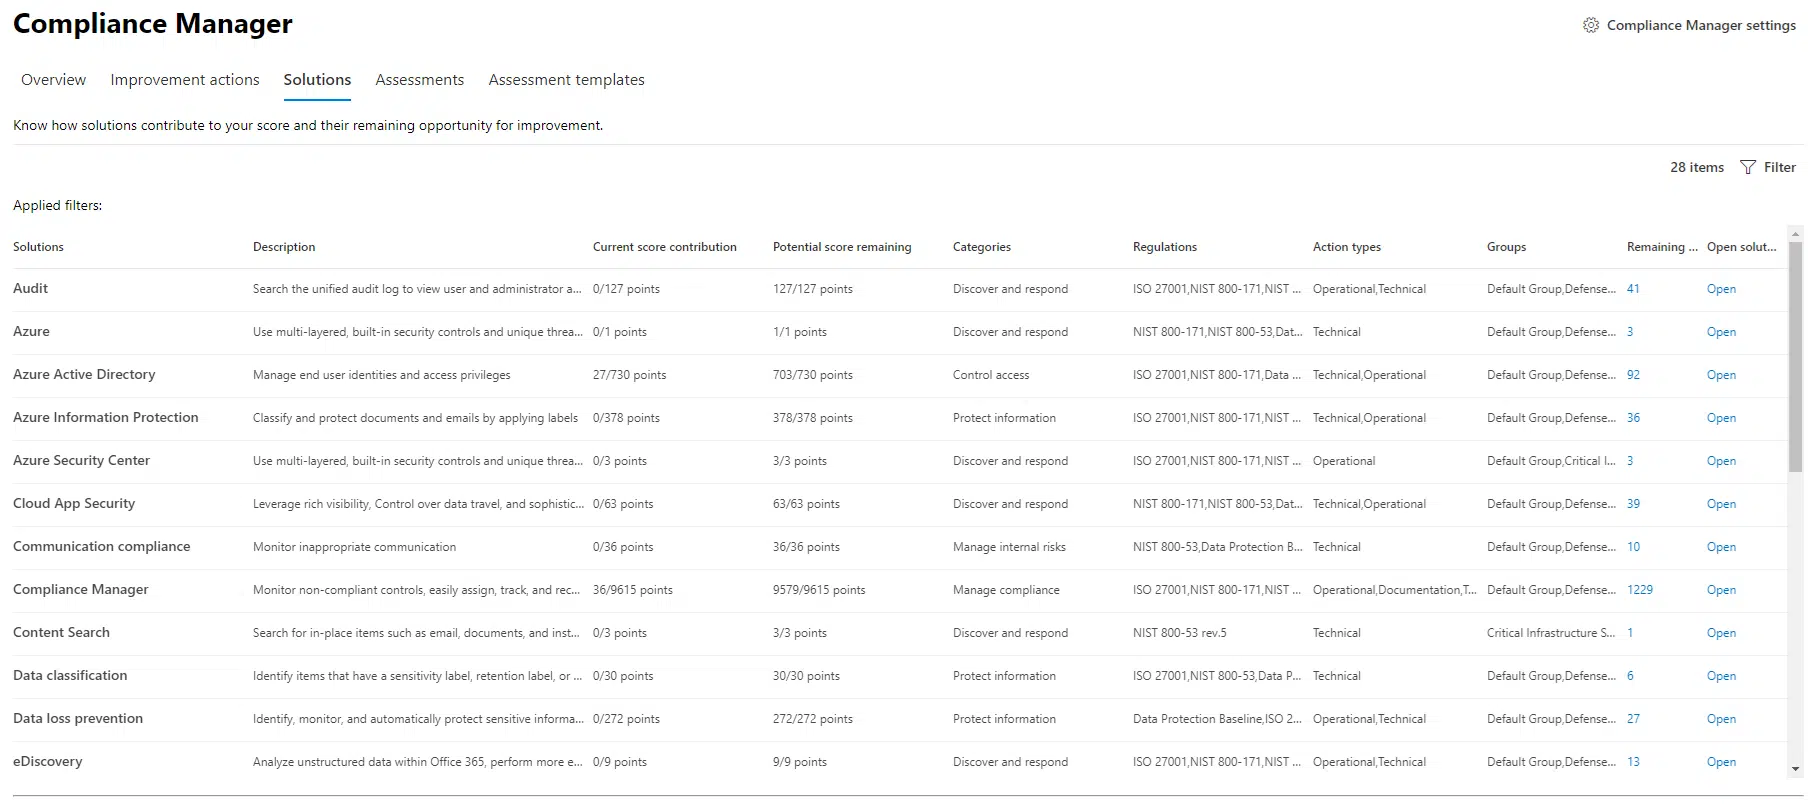 Compliance Manager
Compliance Manager settings
Overview Improvement actions Solutions Assessments Assessment templates
Know how solutions contribute to your score and their remaining opportunity for improvement.
28 items Filter
Applied filters:
Solutions Description Current score contribution Potential score remaining Categories Regulations Action types Groups Remaining ... Open solut...
Audit Search the unified audit log to view user and administrator a... 0/127 points 127/127 points Discover and respond ISO 27001,NIST 800-171,NIST ... Operational,Technical Default Group,Defense... 41 Open
Azure Use multi-layered, built-in security controls and unique threa... 0/1 points 1/1 points Discover and respond NIST 800-171,NIST 800-53,Dat... Technical Default Group,Defense... 3 Open
Azure Active Directory Manage end user identities and access privileges 27/730 points 703/730 points Control access ISO 27001,NIST 800-171,Data ... Technical,Operational Default Group,Defense... 92 Open
Azure Information Protection Classify and protect documents and emails by applying labels 0/378 points 378/378 points Protect information ISO 27001,NIST 800-171,NIST ... Technical,Operational Default Group,Defense... 36 Open
Azure Security Center Use multi-layered, built-in security controls and unique threa... 0/3 points 3/3 points Discover and respond ISO 27001,NIST 800-171,NIST ... Operational Default Group,Critical I... 3 Open
Cloud App Security Leverage rich visibility, Control over data travel, and sophistic... 0/63 points 63/63 points Discover and respond NIST 800-171,NIST 800-53,Dat... Technical,Operational Default Group,Defense... 39 Open
Communication compliance Monitor inappropriate communication 0/36 points 36/36 points Manage internal risks NIST 800-53,Data Protection B... Technical Default Group,Defense... 10 Open
Compliance Manager Monitor non-compliant controls, easily assign, track, and rec... 36/9615 points 9579/9615 points Manage compliance ISO 27001,NIST 800-171,NIST ... Operational,Documentation,T... Default Group,Defense... 1229 Open
Content Search Search for in-place items such as email, documents, and inst... 0/3 points 3/3 points Discover and respond NIST 800-53 rev.5 Technical Critical Infrastructure S... 1 Open
Data classification Identify items that have a sensitivity label, retention label, or ... 0/30 points 30/30 points Protect information ISO 27001,NIST 800-53,Data P... Technical Default Group,Defense... 6 Open
Data loss prevention Identify, monitor, and automatically protect sensitive informa... 0/272 points 272/272 points Protect information Data Protection Baseline,ISO 2... Operational,Technical Default Group,Defense... 27 Open
eDiscovery Analyze unstructured data within Office 365, perform more e... 0/9 points 9/9 points Discover and respond ISO 27001,NIST 800-171,NIST ... Operational,Technical Default Group,Defense... 13 Open